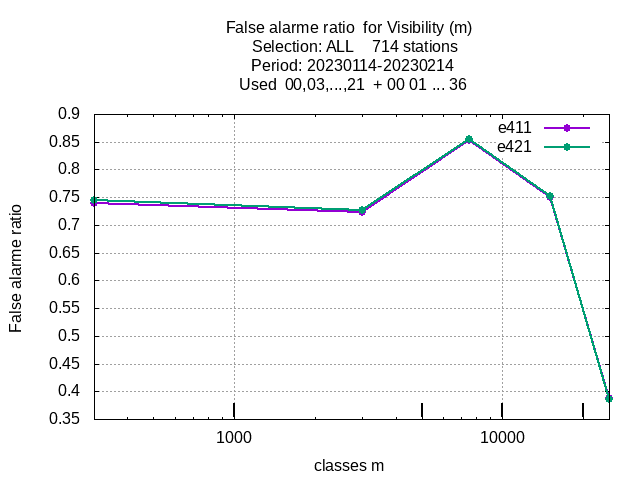 False alarme ratio  for Visibility (m)
Selection: ALL    714 stations
Period: 20230114-20230214
Used  00,03,...,21  + 00 01 ... 36
e411
e421
0.9
0.85
0.8
0.75
0.7
0.65
0.6
0.55
0.5
0.45
0.4
0.35
False alarme ratio
1000
10000
classes m